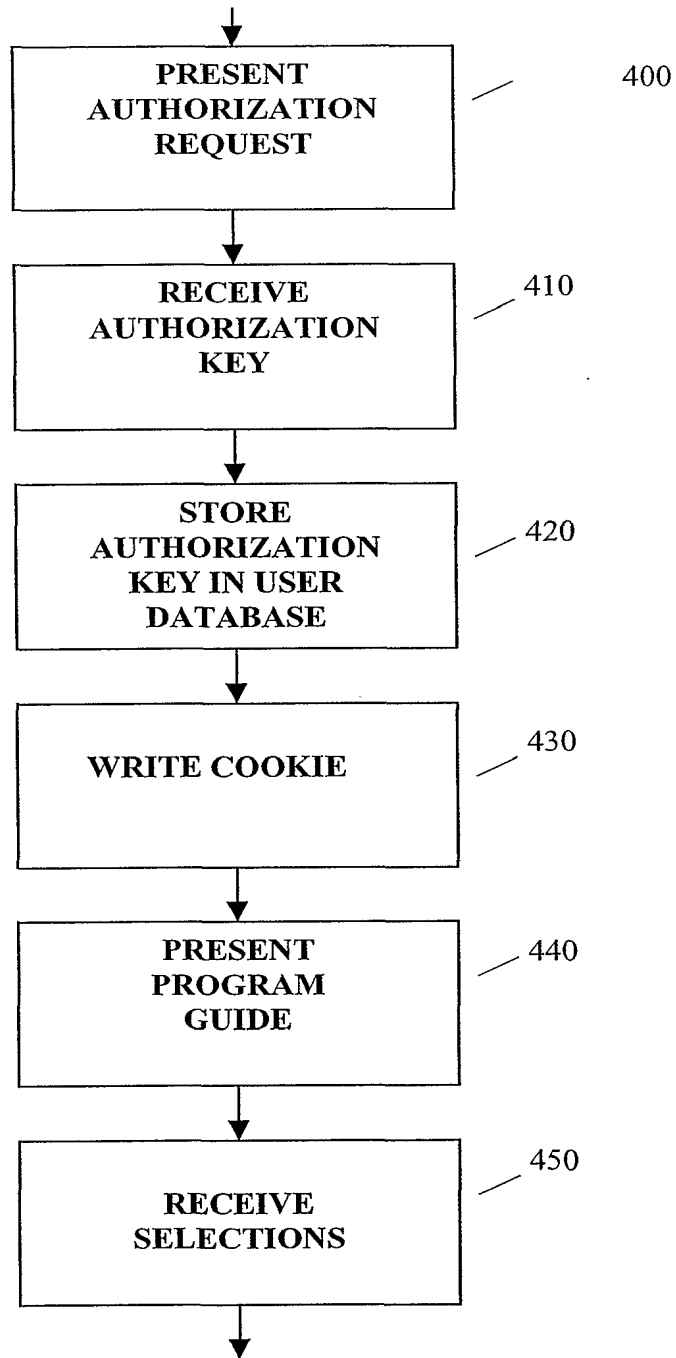 PRESENT
AUTHORIZATION
REQUEST
400
RECEIVE
AUTHORIZATION
KEY
410
STORE
AUTHORIZATION
KEY IN USER
DATABASE
420
WRITE COOKIE
430
PRESENT
PROGRAM
GUIDE
440
RECEIVE
SELECTIONS
450